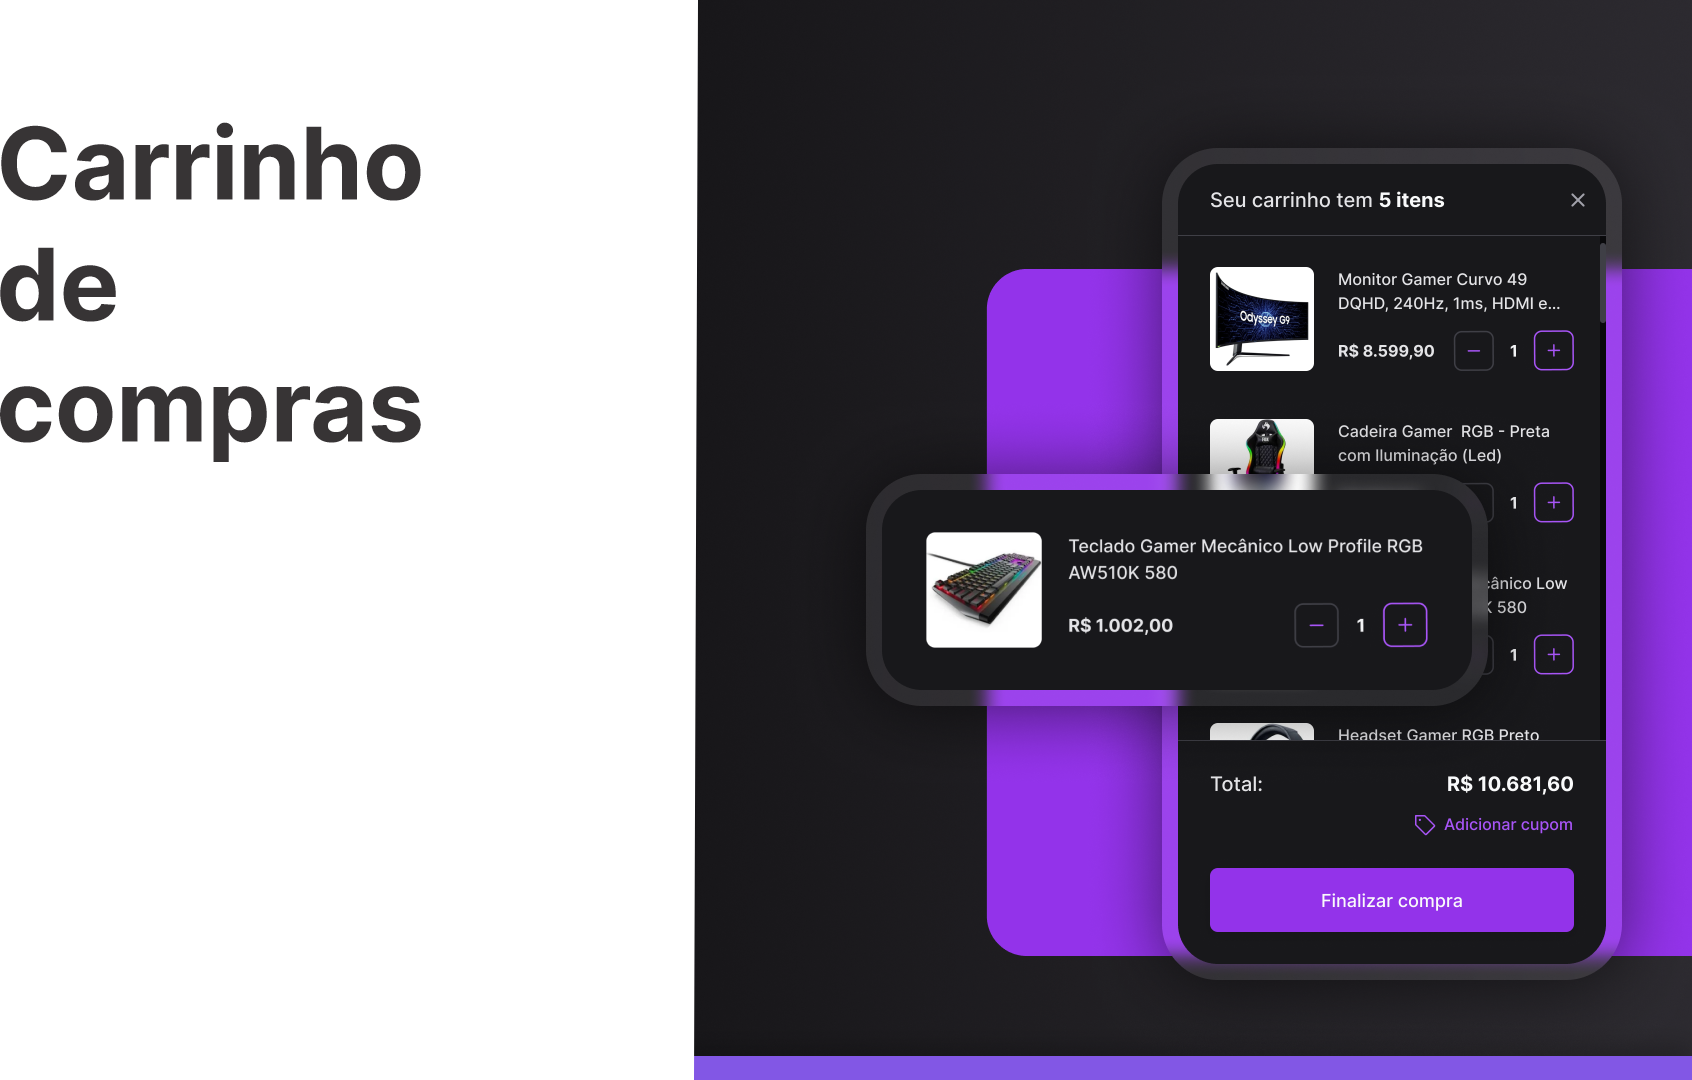 Carrinho
de
compras
Seu carrinho tem 5 itens
Odyssey G9
Monitor Gamer Curvo 49
DQHD, 240Hz, 1ms, HDMI e...
R$ 8.599,90 − 1 +
Cadeira Gamer RGB - Preta
com Iluminação (Led)
1 +
Teclado Gamer Mecânico Low Profile RGB
AW510K 580
R$ 1.002,00 − 1 +
cânico Low
K 580
1 +
Headset Gamer RGB Preto
Total: R$ 10.681,60
Adicionar cupom
Finalizar compra